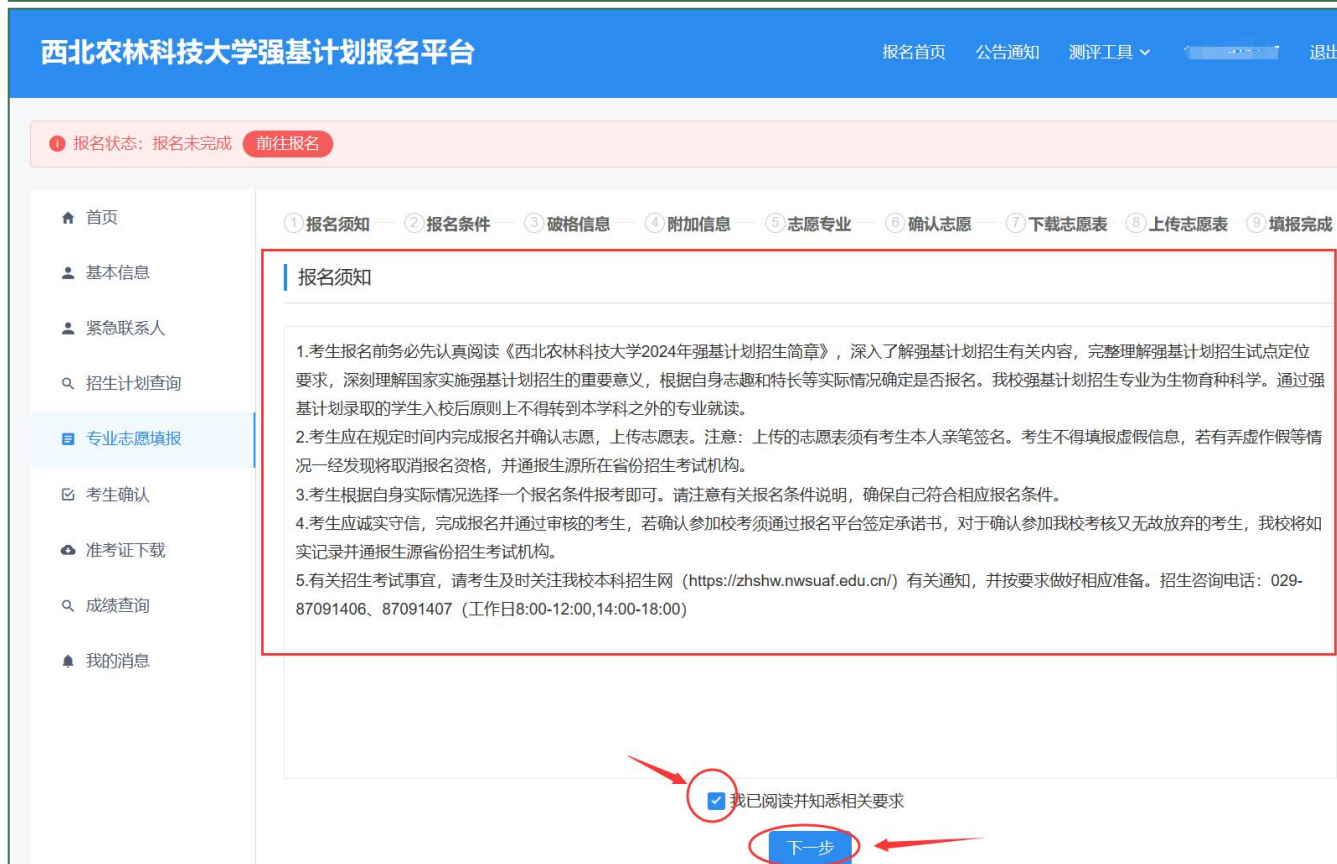 西北农林科技大学强基计划报名平台
报名首页 公告通知 测评工具 退出
报名状态：报名未完成 前往报名
首页
基本信息
紧急联系人
招生计划查询
专业志愿填报
考生确认
准考证下载
成绩查询
我的消息
1 报名须知 2 报名条件 3 破格信息 4 附加信息 5 志愿专业 6 确认志愿 7 下载志愿表 8 上传志愿表 9 填报完成
报名须知
1.考生报名前务必先认真阅读《西北农林科技大学2024年强基计划招生简章》，深入了解强基计划招生有关内容，完整理解强基计划招生试点定位
要求，深刻理解国家实施强基计划招生的重要意义，根据自身志趣和特长等实际情况确定是否报名。我校强基计划招生专业为生物育种科学。通过强
基计划录取的学生入校后原则上不得转到本学科之外的专业就读。
2.考生应在规定时间内完成报名并确认志愿，上传志愿表。注意：上传的志愿表须有考生本人亲笔签名。考生不得填报虚假信息，若有弄虚作假等情
况一经发现将取消报名资格，并通报生源所在省份招生考试机构。
3.考生根据自身实际情况选择一个报名条件报考即可。请注意有关报名条件说明，确保自己符合相应报名条件。
4.考生应诚实守信，完成报名并通过审核的考生，若确认参加校考须通过报名平台签定承诺书，对于确认参加我校考核又无故放弃的考生，我校将如
实记录并通报生源省份招生考试机构。
5.有关招生考试事宜，请考生及时关注我校本科招生网（https://zhshw.nwsuaf.edu.cn/）有关通知，并按要求做好相应准备。招生咨询电话：029-
87091406、87091407（工作日8:00-12:00,14:00-18:00）
我已阅读并知悉相关要求
下一步